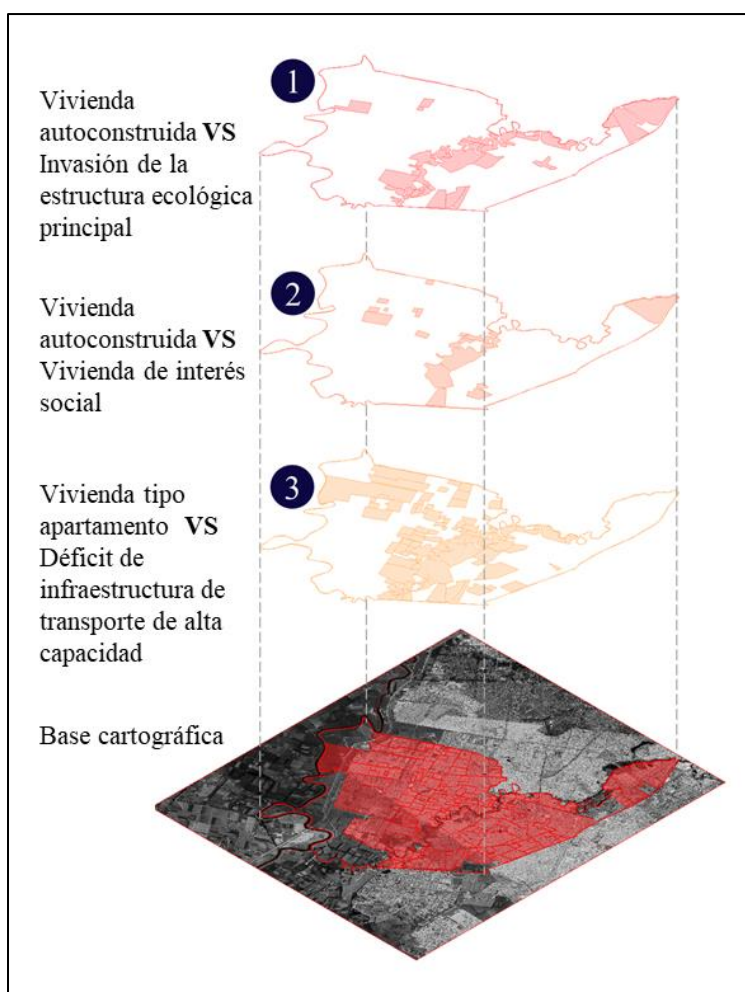 1
Vivienda
autoconstruida VS
Invasión de la
estructura ecológica
principal
2
Vivienda
autoconstruida VS
Vivienda de interés
social
3
Vivienda tipo
apartamento VS
Déficit de
infraestructura de
transporte de alta
capacidad
Base cartográfica